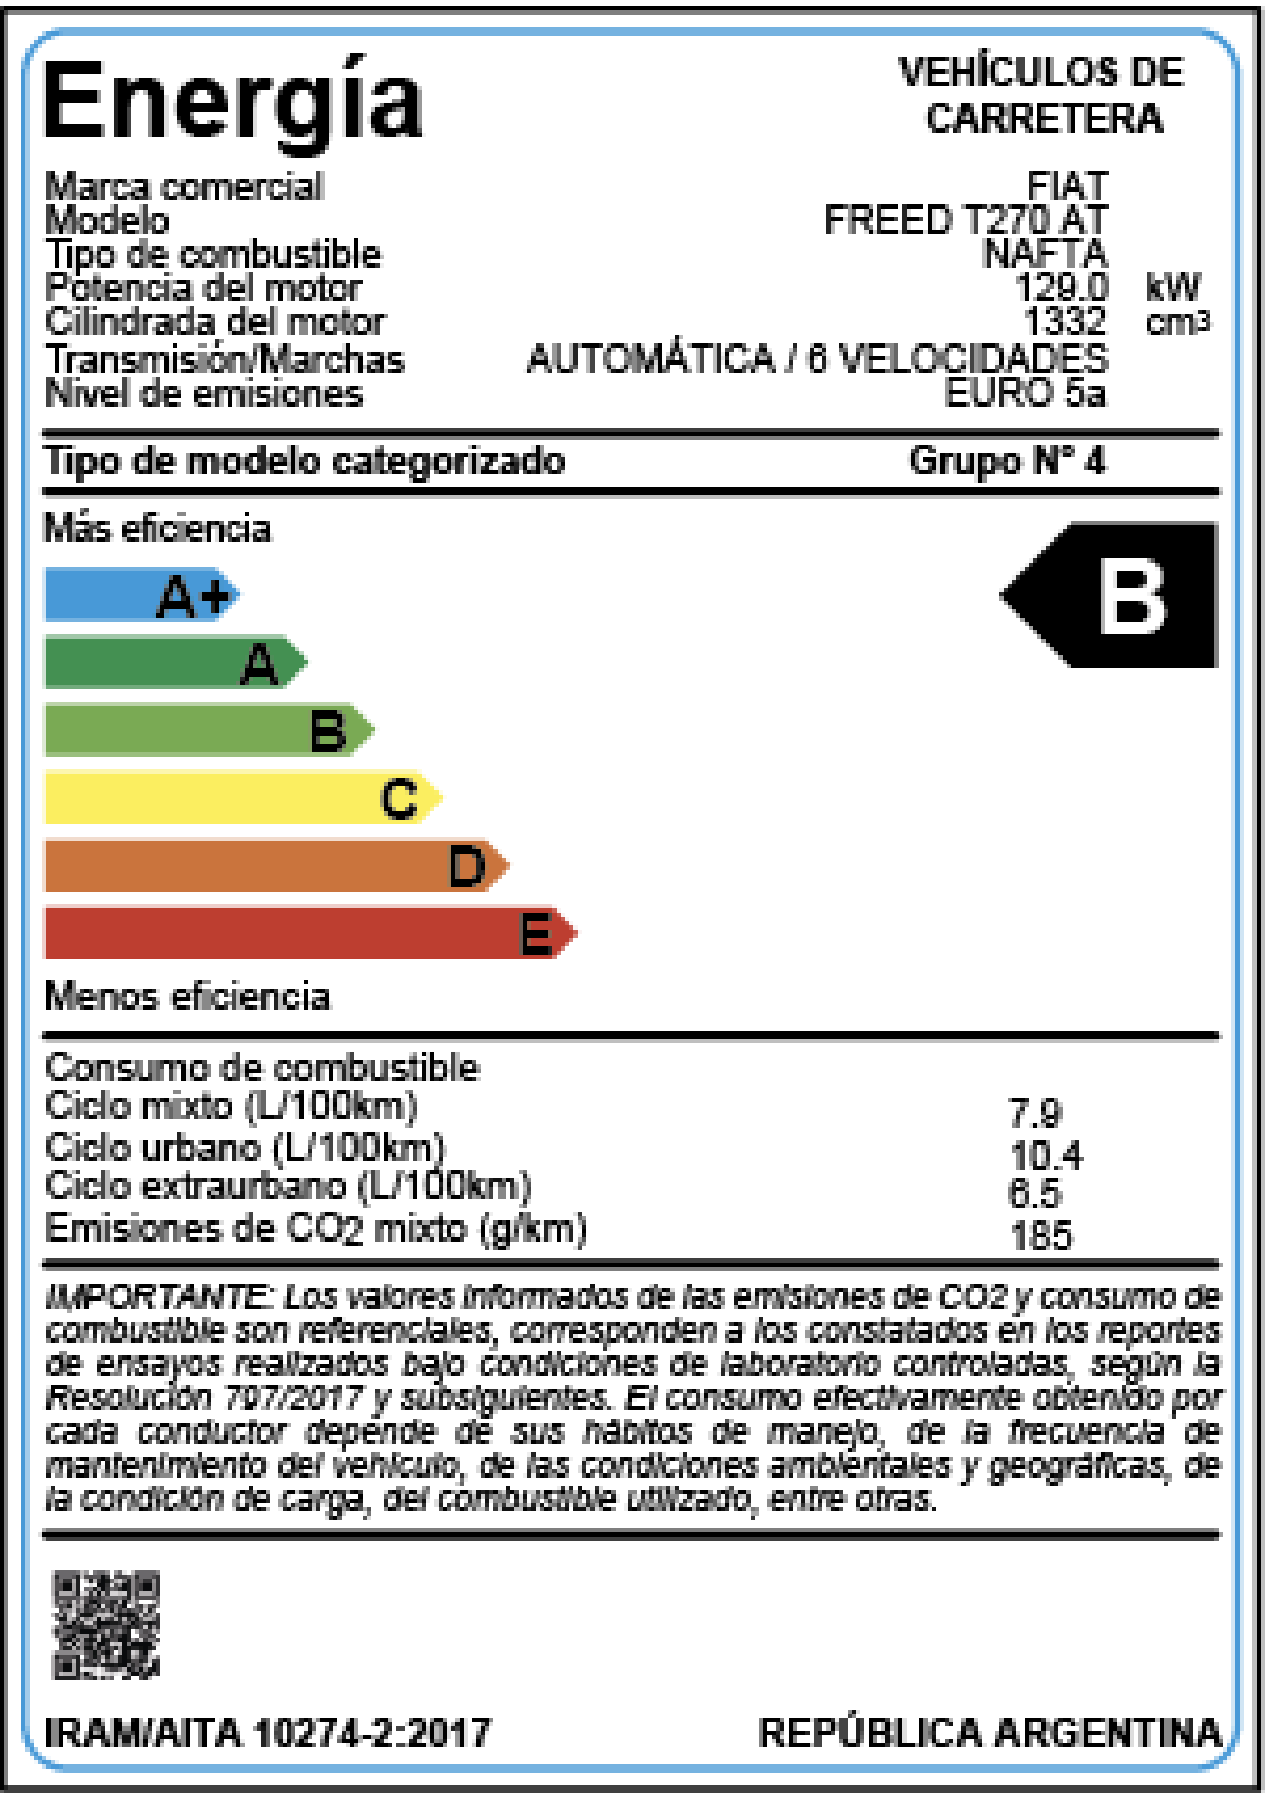 Energía
VEHÍCULOS DE
CARRETERA
Marca comercial FIAT
Modelo FREED T270 AT
Tipo de combustible NAFTA
Potencia del motor 129.0 kW
Cilindrada del motor 1332 cm3
Transmisión/Marchas AUTOMÁTICA / 6 VELOCIDADES
Nivel de emisiones EURO 5a
Tipo de modelo categorizado Grupo N° 4
Más eficiencia
B
A+
A
B
C
D
E
Menos eficiencia
Consumo de combustible
Ciclo mixto (L/100km) 7.9
Ciclo urbano (L/100km) 10.4
Ciclo extraurbano (L/100km) 6.5
Emisiones de CO2 mixto (g/km) 185
IMPORTANTE: Los valores informados de las emisiones de CO2 y consumo de
combustible son referenciales, corresponden a los constatados en los reportes
de ensayos realizados bajo condiciones de laboratorio controladas, según la
Resolución 797/2017 y subsiguientes. El consumo efectivamente obtenido por
cada conductor depende de sus hábitos de manejo, de la frecuencia de
mantenimiento del vehículo, de las condiciones ambientales y geográficas, de
la condición de carga, del combustible utilizado, entre otras.
IRAM/AITA 10274-2:2017
REPÚBLICA ARGENTINA